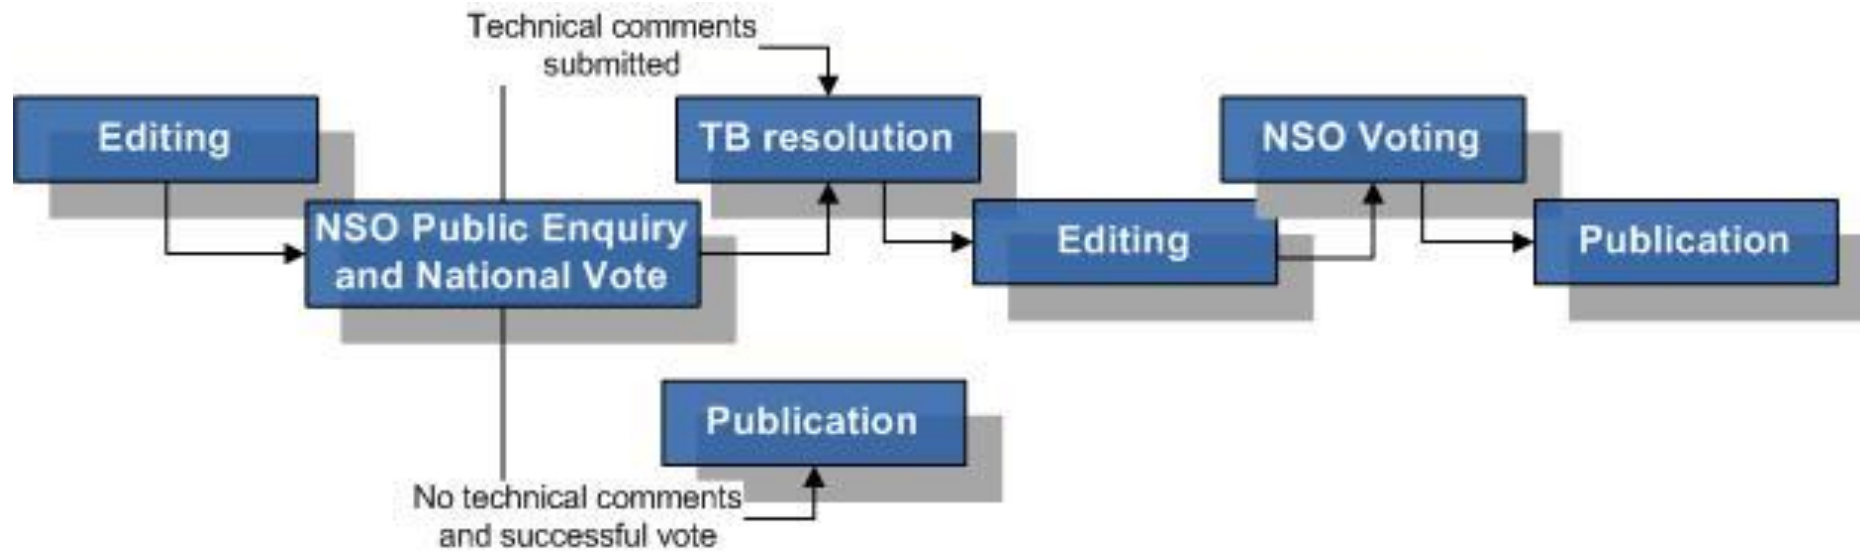 Technical comments
submitted
Editing
TB resolution
NSO Voting
NSO Public Enquiry
and National Vote
Editing
Publication
Publication
No technical comments
and successful vote